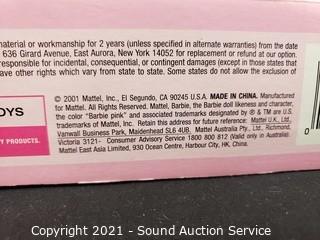 material or workmanship for 2 years (unless specified in alternate warranties) from the date
636 Girard Avenue, East Aurora, New York 14052 for replacement or refund at our option.
responsible for incidental, consequential, or contingent damages (except in those states that
ave other rights which vary from state to state. Some states do not allow the exclusion of
OYS
Y PRODUCTS.
© 2001 Mattel, Inc., El Segundo, CA 90245 U.S.A. MADE IN CHINA. Manufactured
for Mattel. All Rights Reserved. Mattel, Barbie, the Barbie doll likeness and character,
the color "Barbie pink" and associated trademarks designated by ® & TM are U.S.
trademarks of Mattel, Inc. Retain this address for future reference: Mattel U.K., Ltd.,
Vanwall Business Park, Maidenhead SL6 4UB. Mattel Australia Pty., Ltd., Richmond,
Victoria 3121- Consumer Advisory Service 1800 800 812 (Valid only in Australia).
Mattel East Asia Limited, 930 Ocean Centre, Harbour City, HK, China.
0
Copyright 2021 - Sound Auction Service